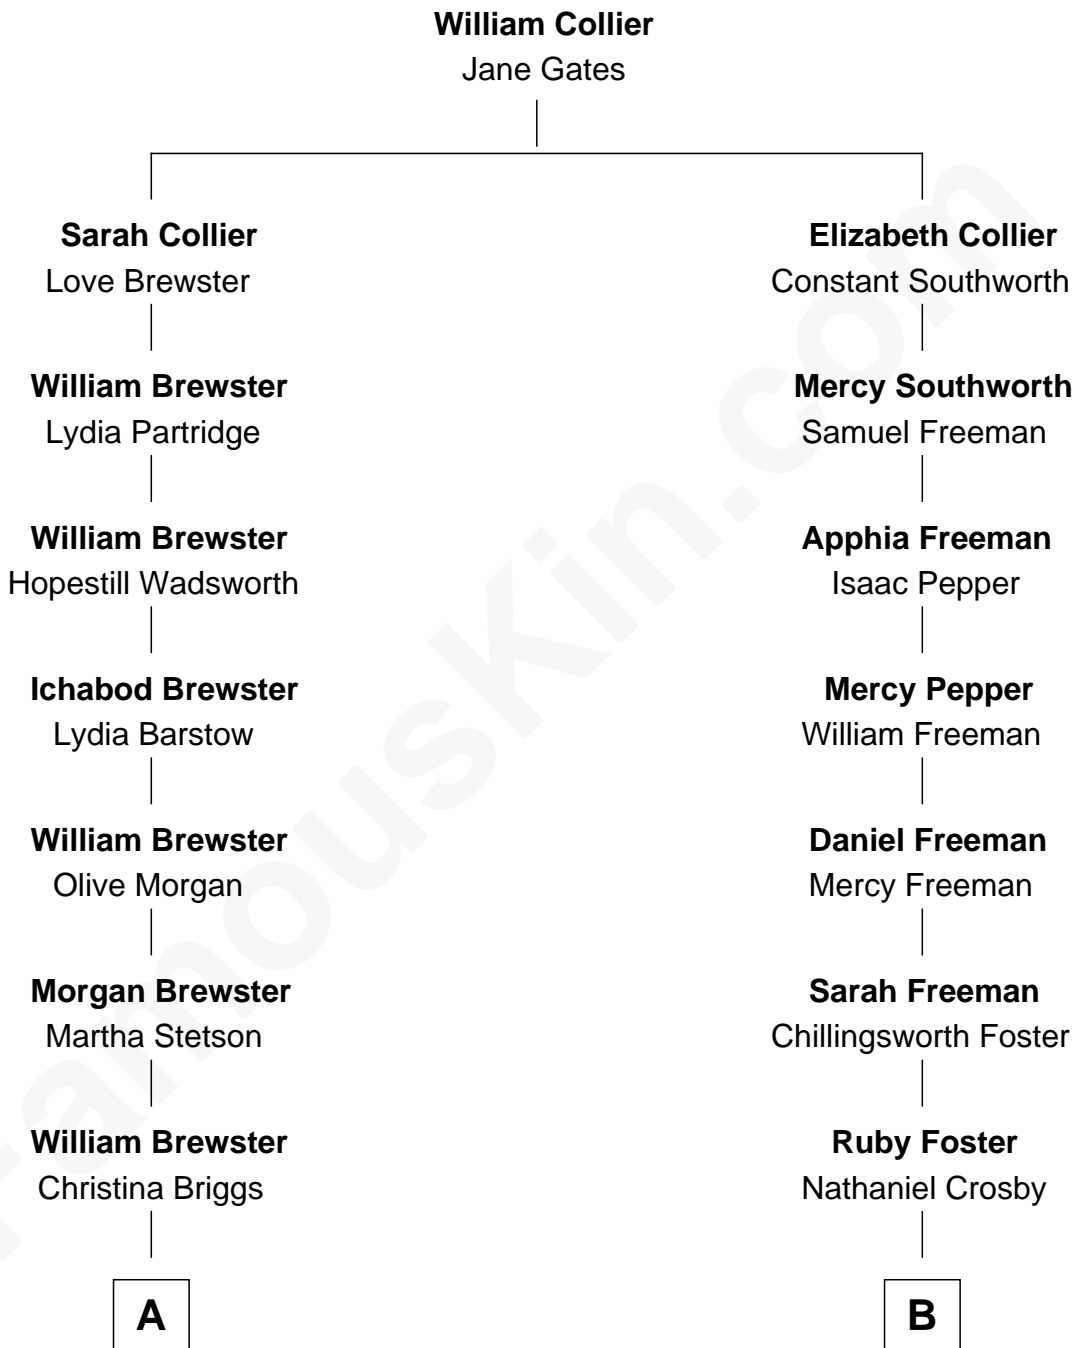 William Collier
Jane Gates
Sarah Collier
Love Brewster
Elizabeth Collier
Constant Southworth
William Brewster
Lydia Partridge
Mercy Southworth
Samuel Freeman
William Brewster
Hopestill Wadsworth
Apphia Freeman
Isaac Pepper
Ichabod Brewster
Lydia Barstow
Mercy Pepper
William Freeman
William Brewster
Olive Morgan
Daniel Freeman
Mercy Freeman
Morgan Brewster
Martha Stetson
Sarah Freeman
Chillingsworth Foster
William Brewster
Christina Briggs
Ruby Foster
Nathaniel Crosby
A
B
FamousKin.com